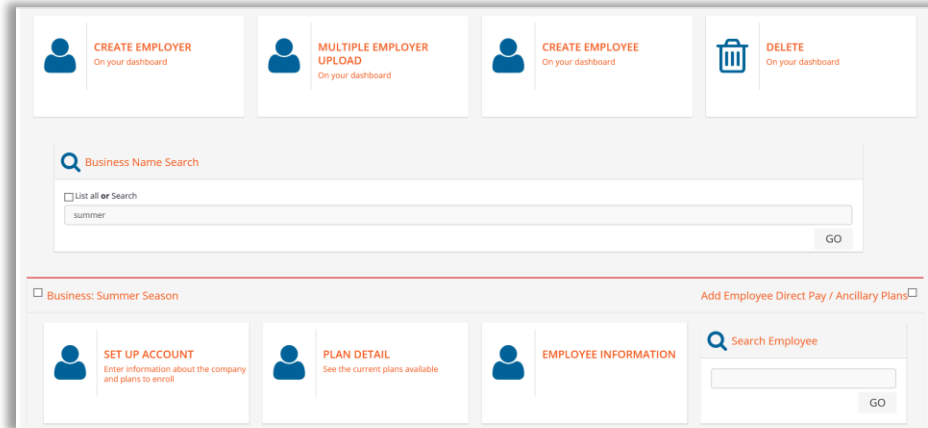 CREATE EMPLOYER
On your dashboard
MULTIPLE EMPLOYER
UPLOAD
On your dashboard
CREATE EMPLOYEE
On your dashboard
DELETE
On your dashboard
Business Name Search
List all or Search
summer
GO
Business: Summer Season
Add Employee Direct Pay / Ancillary Plans
SET UP ACCOUNT
Enter information about the company
and plans to enroll
PLAN DETAIL
See the current plans available
EMPLOYEE INFORMATION
Search Employee
GO